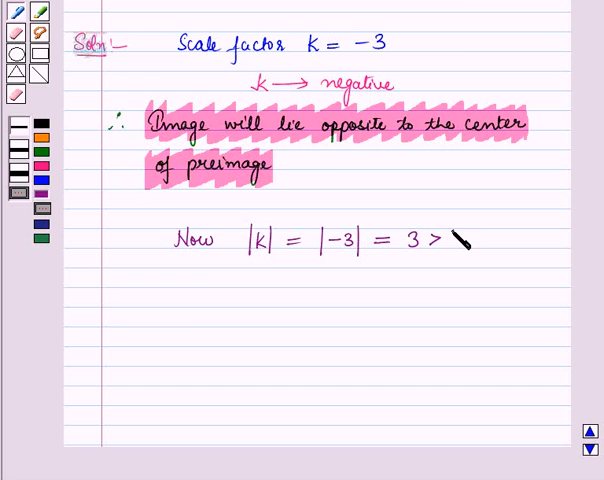 Soln:- Scale factor k = -3
k → negative
∴ Image will lie opposite to the center
of preimage
Now |k| = |-3| = 3 >